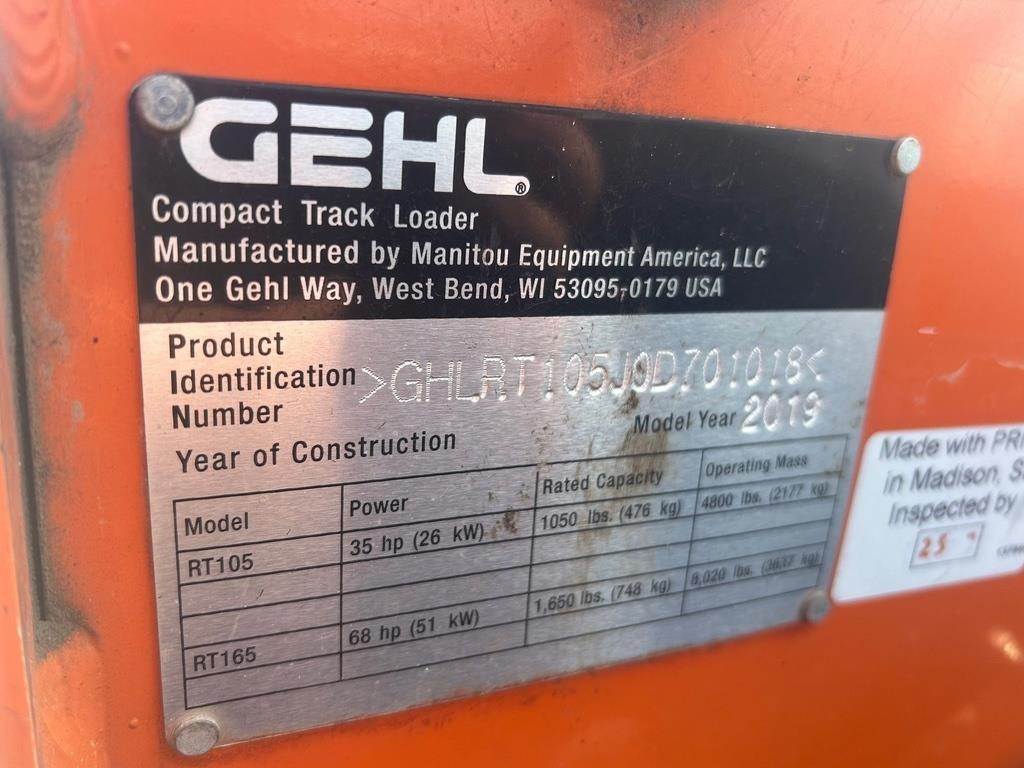 GEHL®
Compact Track Loader
Manufactured by Manitou Equipment America, LLC
One Gehl Way, West Bend, WI 53095-0179 USA
Product
Identification
Number
>GHLRT105J0D701018<
Year of Construction
Model Year 2019
Model Power Rated Capacity Operating Mass
RT105 35 hp (26 kW) 1050 lbs. (476 kg) 4800 lbs. (2177 kg)
RT165 68 hp (51 kW) 1,650 lbs. (748 kg) 8,020 lbs. (3637 kg)
Made with
in Madison,
Inspected by
25